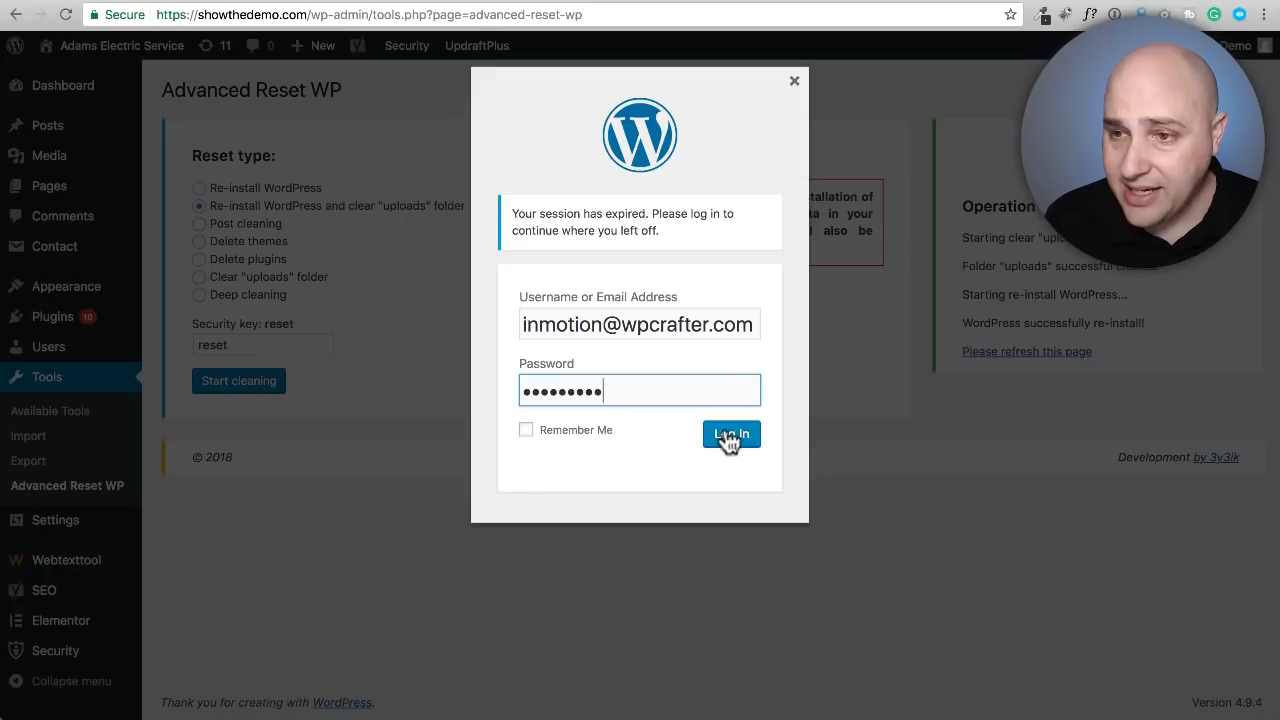 Secure
https://showthedemo.com/wp-admin/tools.php?page=advanced-reset-wp
Adams Electric Service
11
0
New
Security
UpdraftPlus
Demo
Dashboard
Posts
Media
Pages
Comments
Contact
Appearance
Plugins 10
Users
Tools
Available Tools
Import
Export
Advanced Reset WP
Settings
Webtexttool
SEO
Elementor
Security
Collapse menu
Advanced Reset WP
Reset type:
Re-install WordPress
Re-install WordPress and clear "uploads" folder
Post cleaning
Delete themes
Delete plugins
Clear "uploads" folder
Deep cleaning
Security key: reset
reset
Start cleaning
Your session has expired. Please log in to
continue where you left off.
Username or Email Address
inmotion@wpcrafter.com
Password
Remember Me
Log In
of
in your
also be
Operation
Starting clear
Folder "uploads" successful
Starting re-install WordPress...
WordPress successfully re-install!
Please refresh this page
© 2018
Development by 3y3ik
Thank you for creating with WordPress.
Version 4.9.4